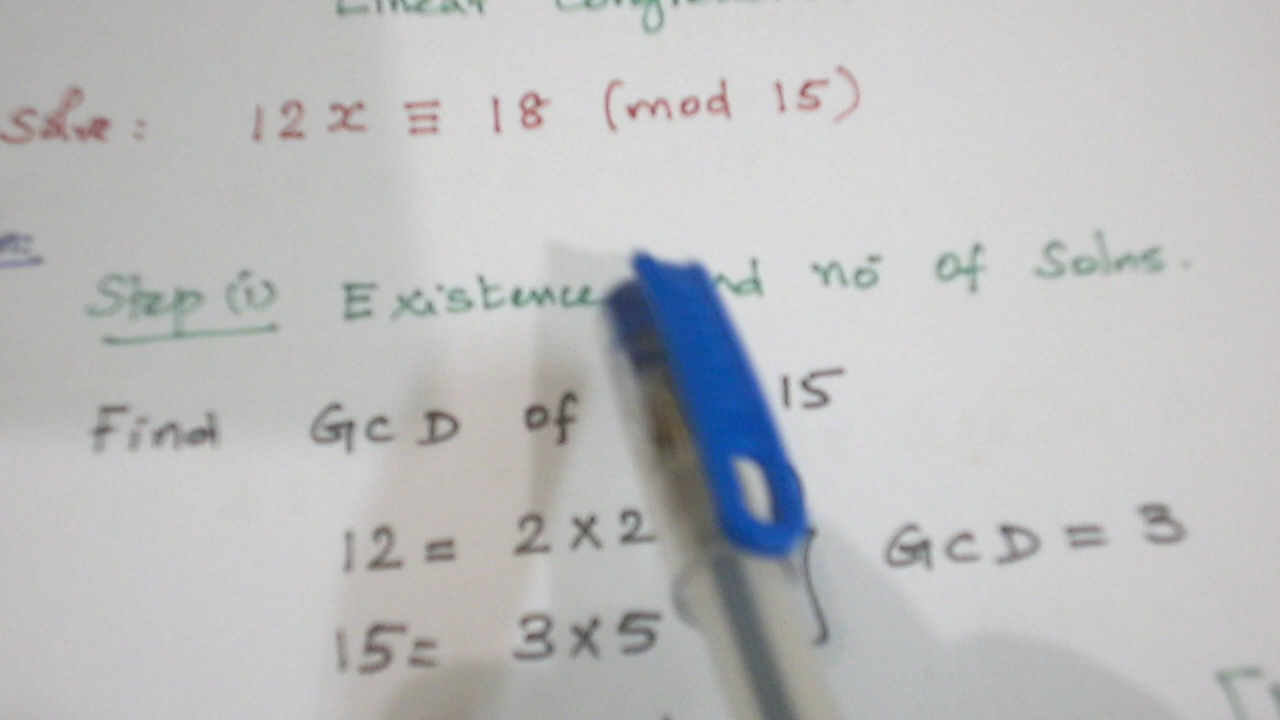 Linear
Solve: 12x ≡ 18 (mod 15)
Step (i) Existence nd no of Solns.
Find GCD of 15
12 = 2 × 2
15 = 3 × 5 } GCD = 3